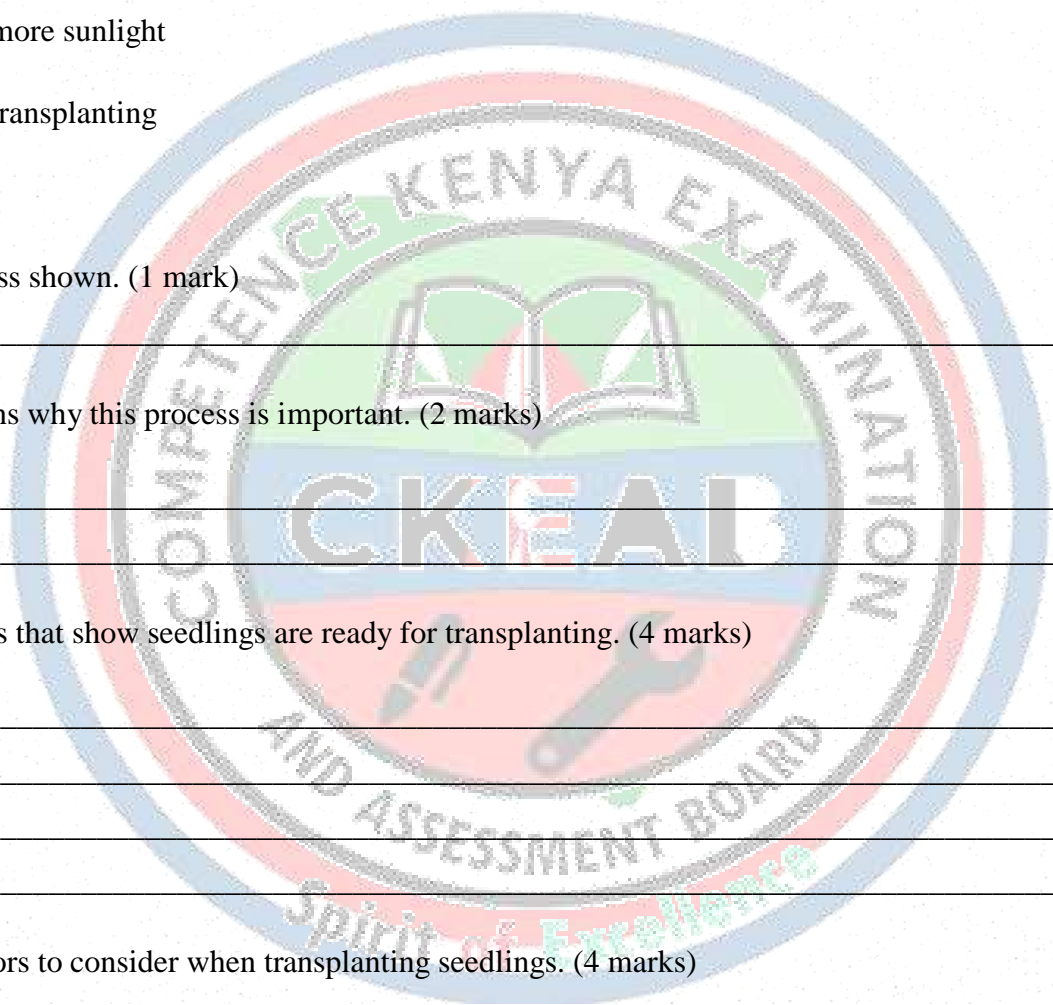 more sunlight
ransplanting
ss shown. (1 mark)
ns why this process is important. (2 marks)
s that show seedlings are ready for transplanting. (4 marks)
ors to consider when transplanting seedlings. (4 marks)
COMPETENCE KENYA EXAMINATION
CKEAB
AND ASSESSMENT BOARD
Spirit of Excellence